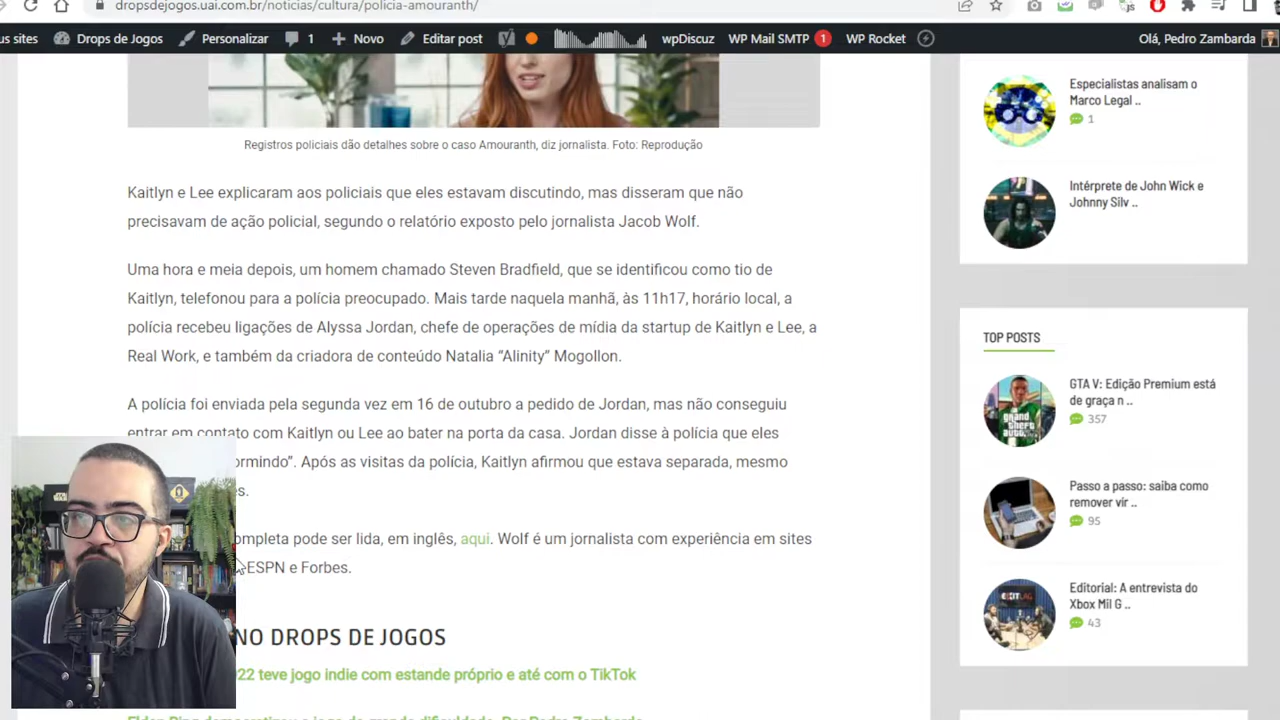 dropsdejogos.uai.com.br/noticias/cultura/policia-amouranth/
us sites Drops de Jogos Personalizar 1 Novo Editar post wpDiscuz WP Mail SMTP 1 WP Rocket Olá, Pedro Zambarda
Registros policiais dão detalhes sobre o caso Amouranth, diz jornalista. Foto: Reprodução
Kaitlyn e Lee explicaram aos policiais que eles estavam discutindo, mas disseram que não
precisavam de ação policial, segundo o relatório exposto pelo jornalista Jacob Wolf.
Uma hora e meia depois, um homem chamado Steven Bradfield, que se identificou como tio de
Kaitlyn, telefonou para a polícia preocupado. Mais tarde naquela manhã, às 11h17, horário local, a
polícia recebeu ligações de Alyssa Jordan, chefe de operações de mídia da startup de Kaitlyn e Lee, a
Real Work, e também da criadora de conteúdo Natalia “Alinity” Mogollon.
A polícia foi enviada pela segunda vez em 16 de outubro a pedido de Jordan, mas não conseguiu
entrar em contato com Kaitlyn ou Lee ao bater na porta da casa. Jordan disse à polícia que eles
ormindo”. Após as visitas da polícia, Kaitlyn afirmou que estava separada, mesmo
s.
ompleta pode ser lida, em inglês, aqui. Wolf é um jornalista com experiência em sites
ESPN e Forbes.
NO DROPS DE JOGOS
22 teve jogo indie com estande próprio e até com o TikTok
Especialistas analisam o
Marco Legal ..
1
Intérprete de John Wick e
Johnny Silv ..
TOP POSTS
GTA V: Edição Premium está
de graça n ..
357
Passo a passo: saiba como
remover vir ..
95
Editorial: A entrevista do
Xbox Mil G ..
43